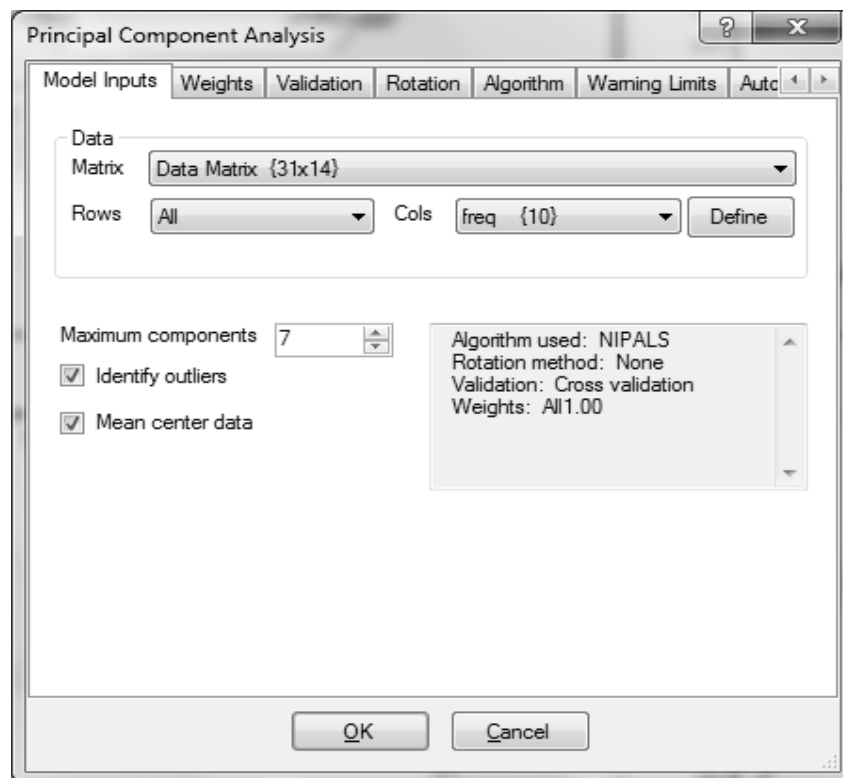 Principal Component Analysis
?
X
Model Inputs Weights Validation Rotation Algorithm Warning Limits Autc
Data
Matrix Data Matrix {31x14}
Rows All Cols freq {10} Define
Maximum components 7
Identify outliers
Mean center data
Algorithm used: NIPALS
Rotation method: None
Validation: Cross validation
Weights: All1.00
OK Cancel